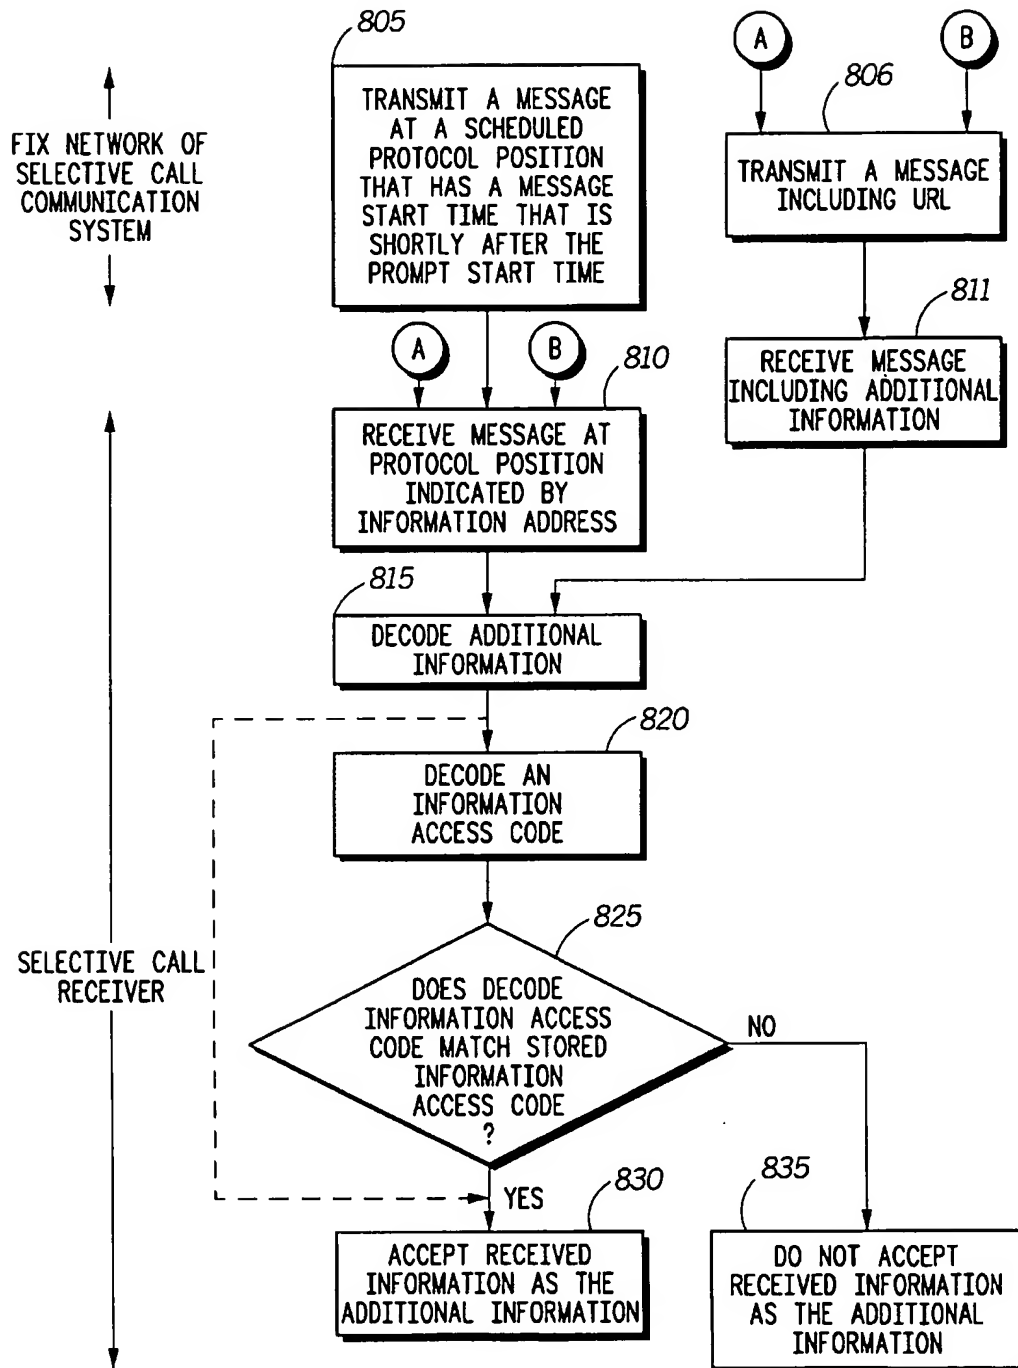 805
TRANSMIT A MESSAGE
AT A SCHEDULED
PROTOCOL POSITION
THAT HAS A MESSAGE
START TIME THAT IS
SHORTLY AFTER THE
PROMPT START TIME
FIX NETWORK OF
SELECTIVE CALL
COMMUNICATION
SYSTEM
A
B
806
TRANSMIT A MESSAGE
INCLUDING URL
811
RECEIVE MESSAGE
INCLUDING ADDITIONAL
INFORMATION
A
B
810
RECEIVE MESSAGE AT
PROTOCOL POSITION
INDICATED BY
INFORMATION ADDRESS
815
DECODE ADDITIONAL
INFORMATION
820
DECODE AN
INFORMATION
ACCESS CODE
SELECTIVE CALL
RECEIVER
825
DOES DECODE
INFORMATION ACCESS
CODE MATCH STORED
INFORMATION
ACCESS CODE
?
NO
YES
830
ACCEPT RECEIVED
INFORMATION AS THE
ADDITIONAL INFORMATION
835
DO NOT ACCEPT
RECEIVED INFORMATION
AS THE ADDITIONAL
INFORMATION